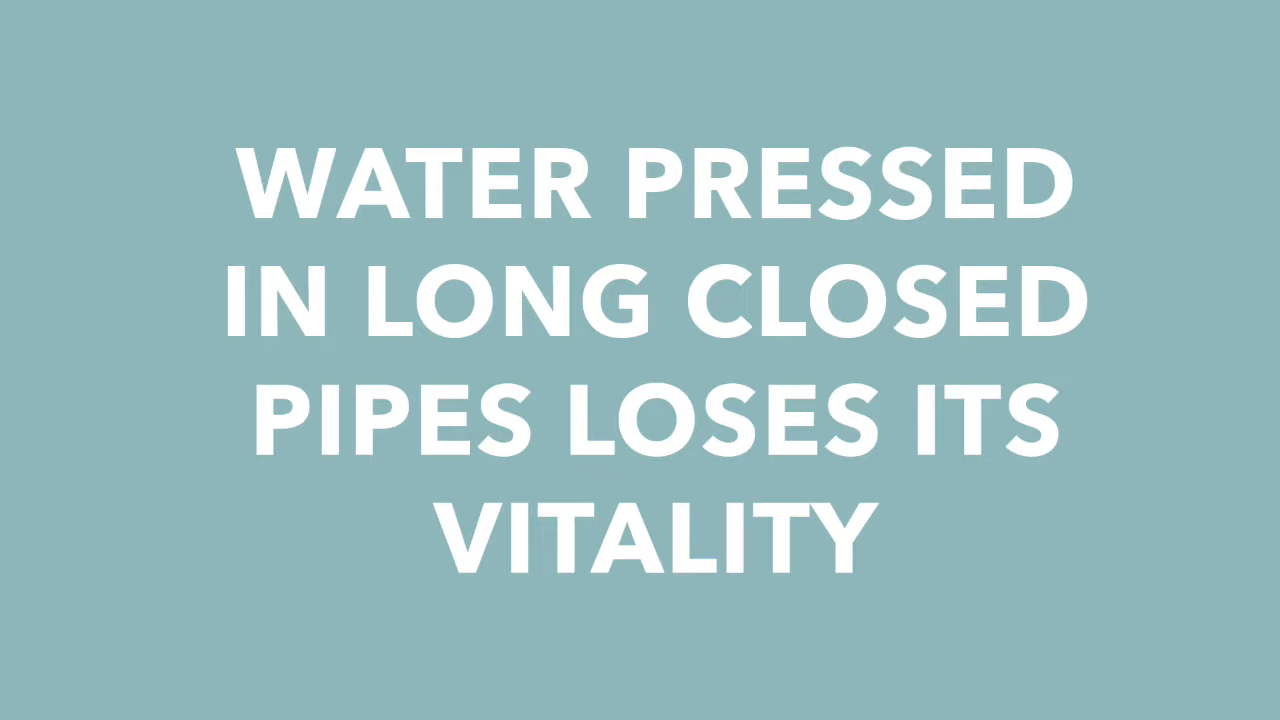 WATER PRESSED
IN LONG CLOSED
PIPES LOSES ITS
VITALITY